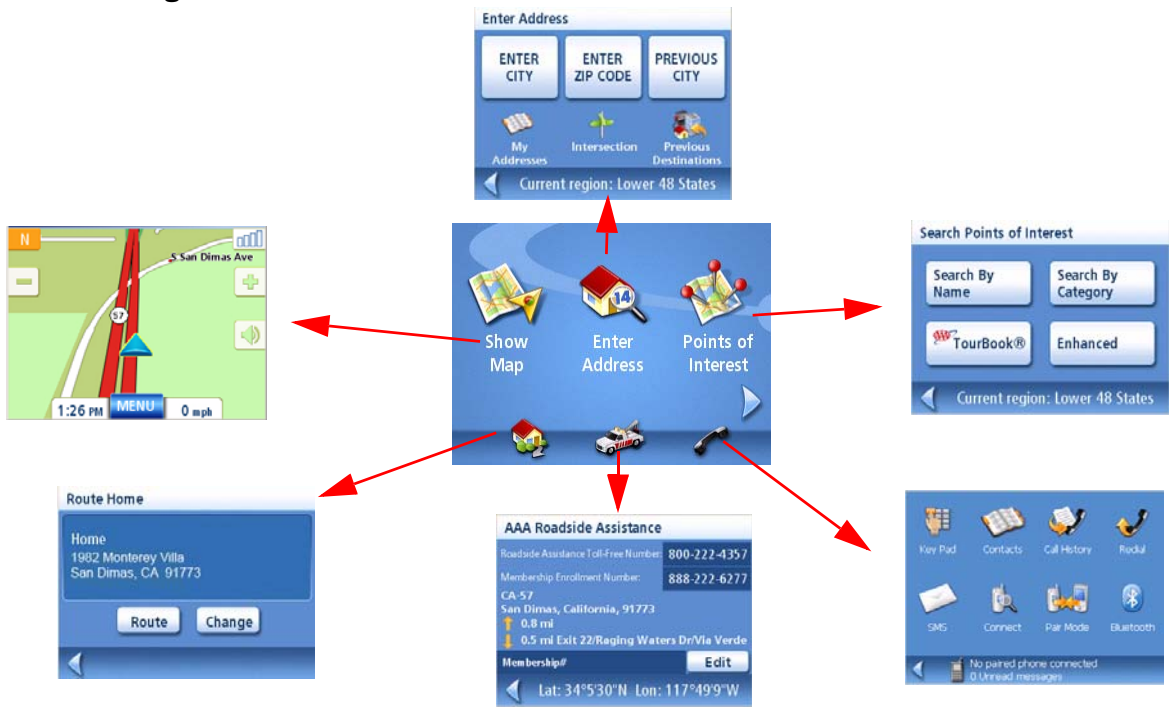 Enter Address
ENTER CITY
ENTER ZIP CODE
PREVIOUS CITY
My Addresses
Intersection
Previous Destinations
Current region: Lower 48 States
N
S San Dimas Ave
57
1:26 PM
MENU
0 mph
14
Show Map
Enter Address
Points of Interest
Search Points of Interest
Search By Name
Search By Category
TourBook®
Enhanced
Current region: Lower 48 States
Route Home
Home
1982 Monterey Villa
San Dimas, CA 91773
Route
Change
AAA Roadside Assistance
Roadside Assistance Toll-Free Number: 800-222-4357
Membership Enrollment Number: 888-222-6277
CA-57
San Dimas, California, 91773
0.8 mi
0.5 mi Exit 22/Raging Waters Dr/Via Verde
Membership#
Edit
Lat: 34°5'30"N Lon: 117°49'9"W
Key Pad
Contacts
Call History
Redial
SMS
Connect
Pair Mode
Bluetooth
No paired phone connected
0 Unread messages